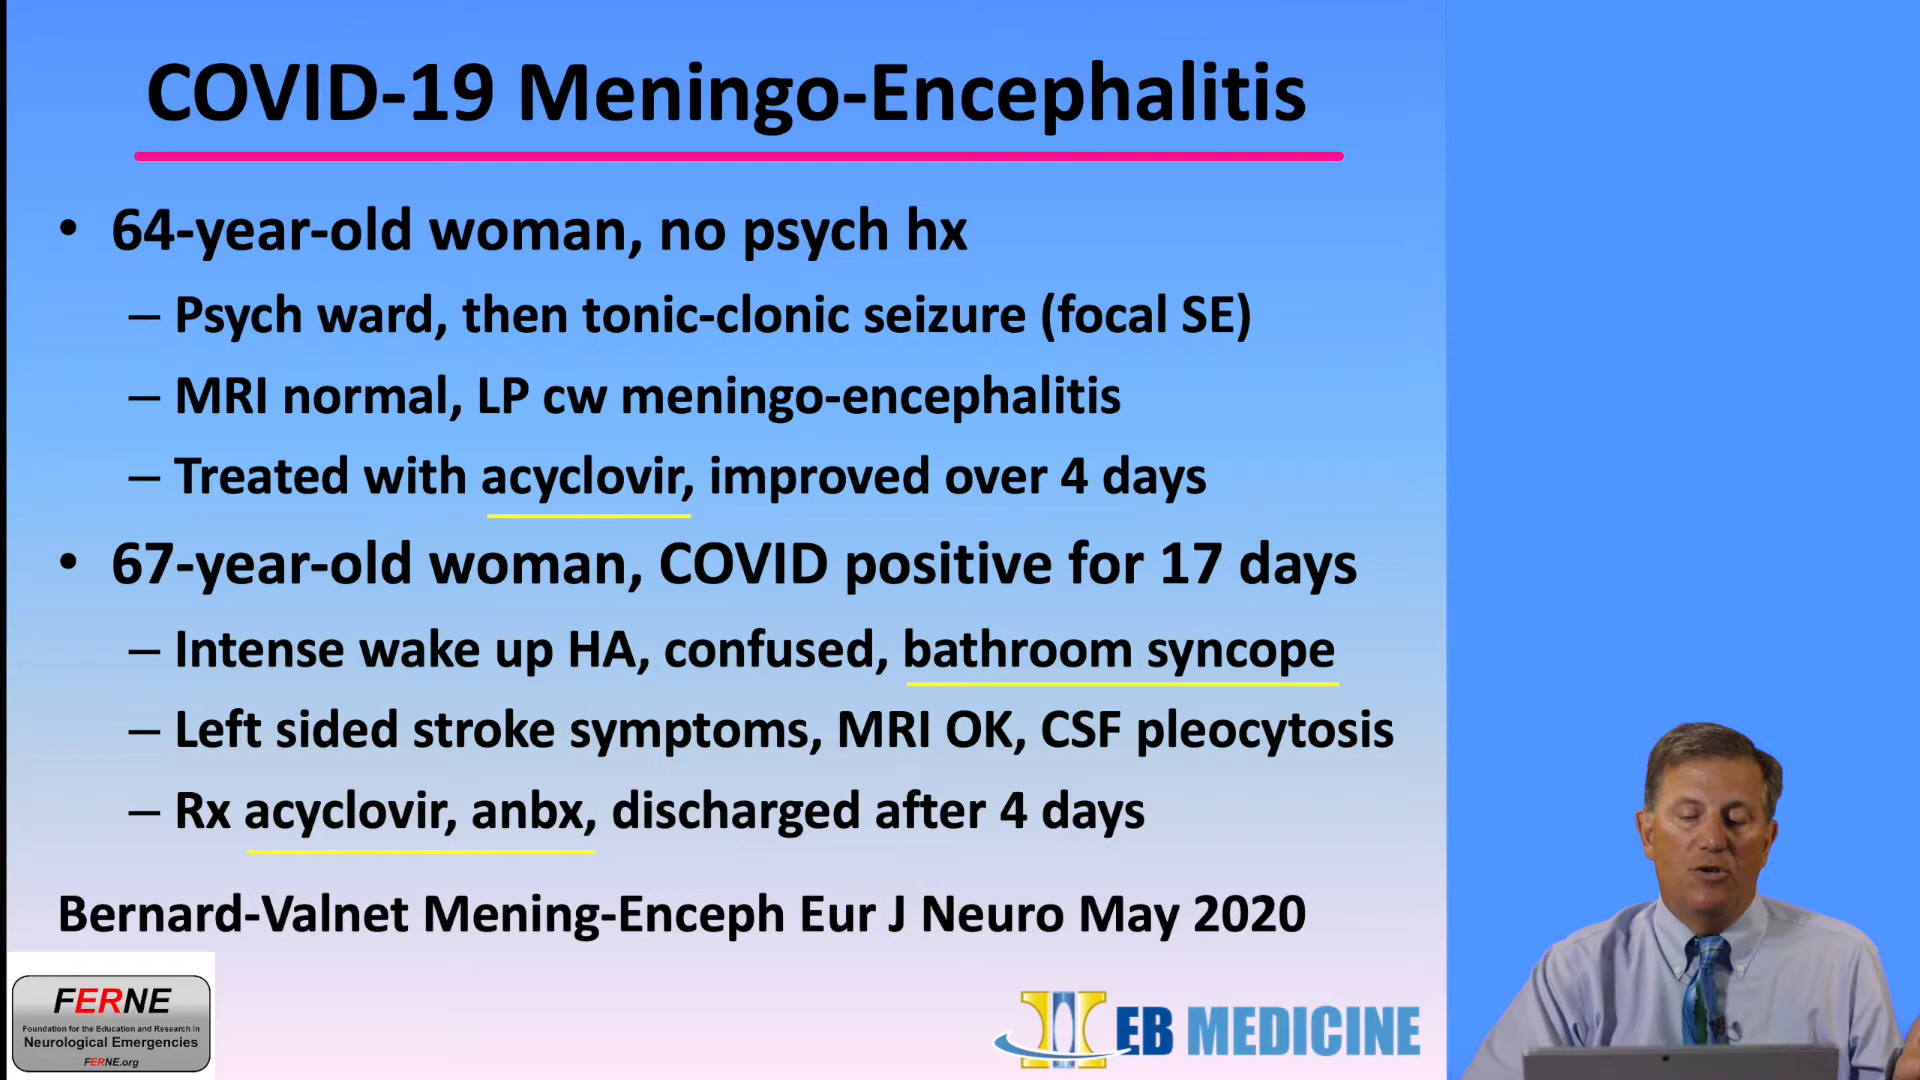 COVID-19 Meningo-Encephalitis
• 64-year-old woman, no psych hx
– Psych ward, then tonic-clonic seizure (focal SE)
– MRI normal, LP cw meningo-encephalitis
– Treated with acyclovir, improved over 4 days
• 67-year-old woman, COVID positive for 17 days
– Intense wake up HA, confused, bathroom syncope
– Left sided stroke symptoms, MRI OK, CSF pleocytosis
– Rx acyclovir, anbx, discharged after 4 days
Bernard-Valnet Mening-Enceph Eur J Neuro May 2020
FERNE
Foundation for the Education and Research in
Neurological Emergencies
FERNE.org
EB MEDICINE